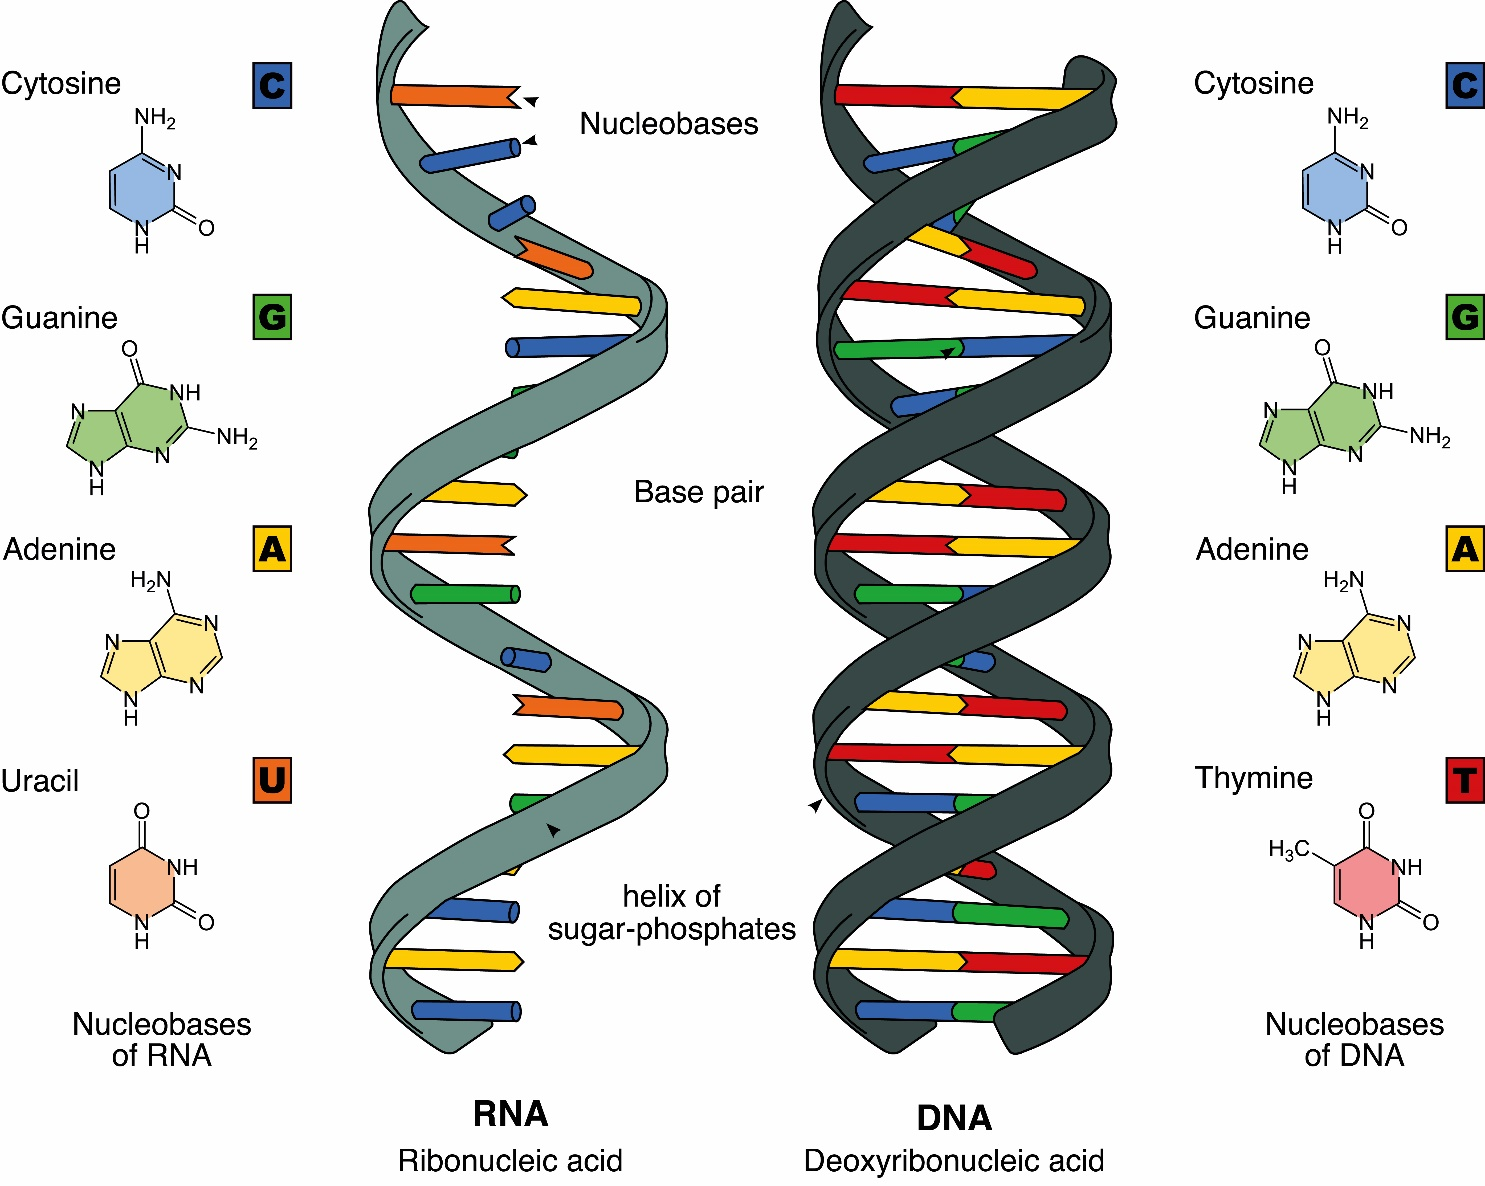 Cytosine
C
NH2
N
N
H
O
Guanine
G
O
NH
N
NH2
N
N
H
Adenine
A
H2N
N
N
N
N
H
Uracil
U
O
NH
N
H
O
Nucleobases
of RNA
Nucleobases
Base pair
helix of
sugar-phosphates
RNA
Ribonucleic acid
DNA
Deoxyribonucleic acid
Cytosine
C
NH2
N
N
H
O
Guanine
G
O
NH
N
NH2
N
N
H
Adenine
A
H2N
N
N
N
N
H
Thymine
T
O
H3C
NH
N
H
O
Nucleobases
of DNA